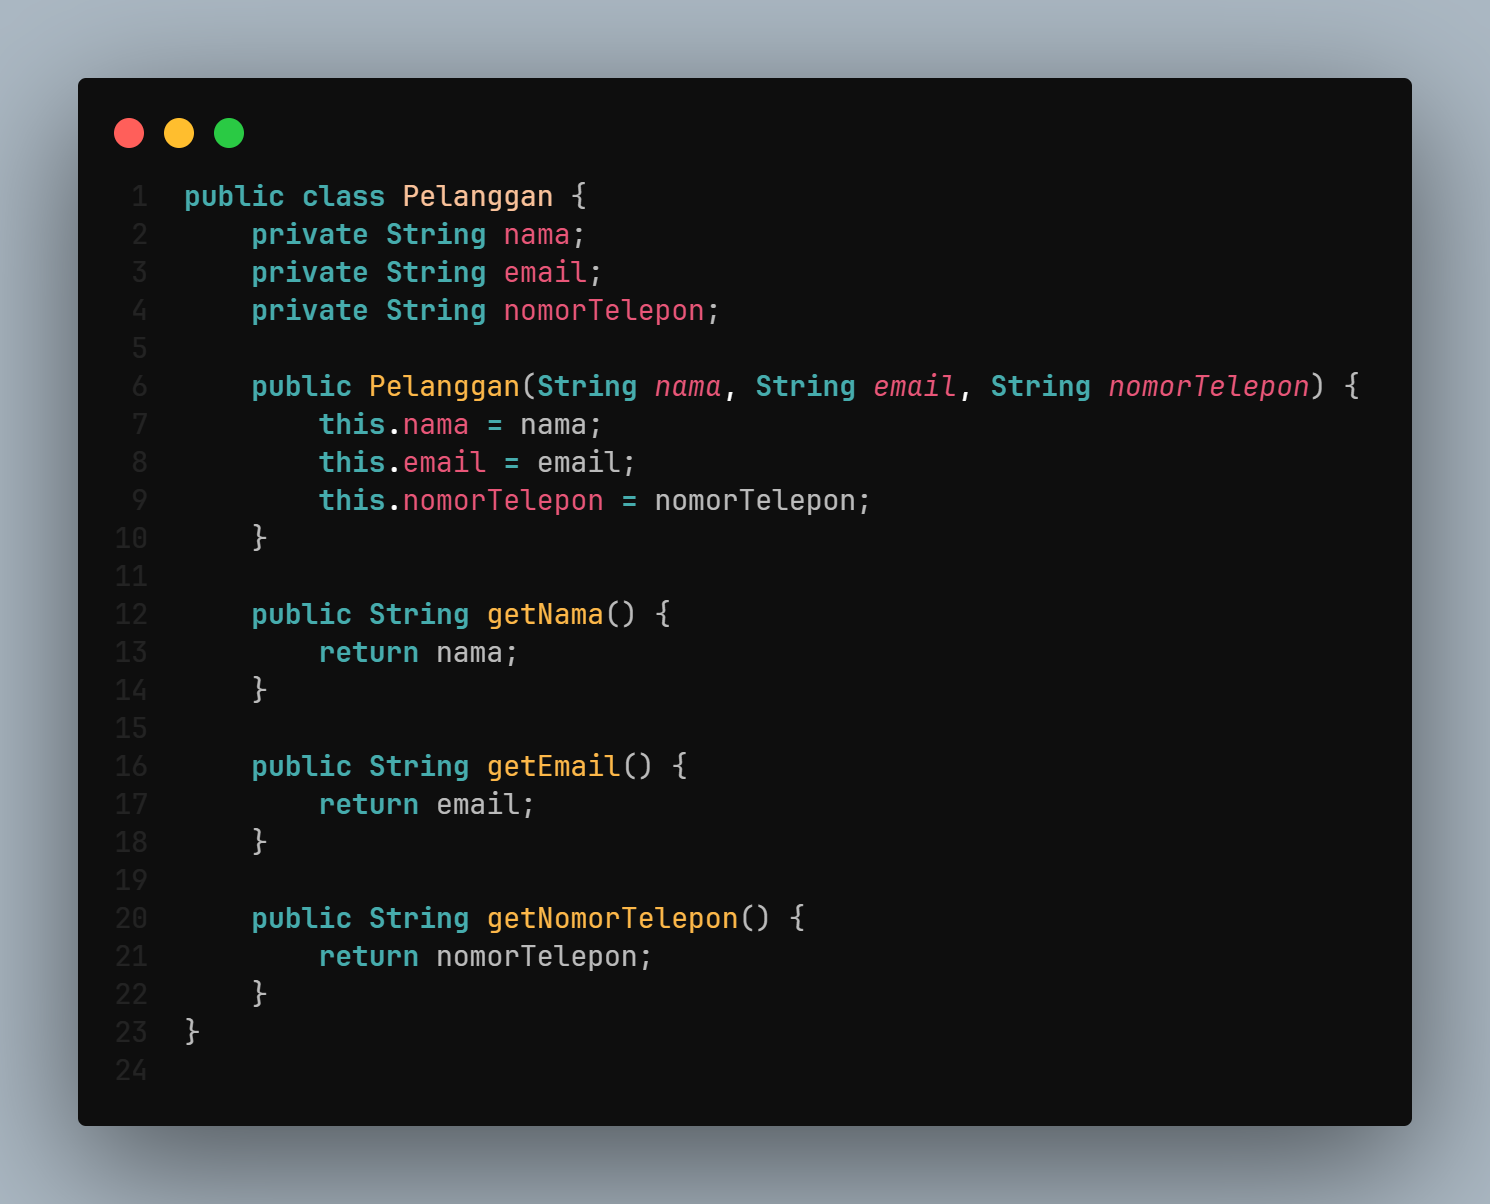 1 public class Pelanggan {
2     private String nama;
3     private String email;
4     private String nomorTelepon;
5
6     public Pelanggan(String nama, String email, String nomorTelepon) {
7         this.nama = nama;
8         this.email = email;
9         this.nomorTelepon = nomorTelepon;
10     }
11
12     public String getNama() {
13         return nama;
14     }
15
16     public String getEmail() {
17         return email;
18     }
19
20     public String getNomorTelepon() {
21         return nomorTelepon;
22     }
23 }
24